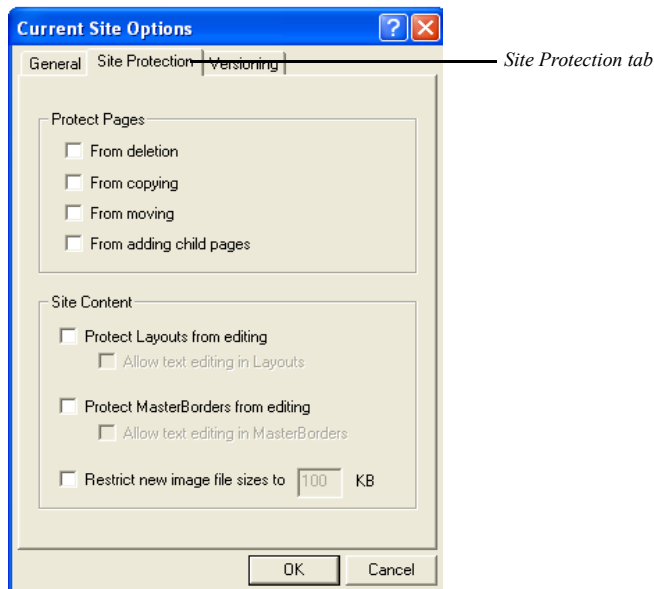 Current Site Options
General Site Protection Versioning
Site Protection tab
Protect Pages
From deletion
From copying
From moving
From adding child pages
Site Content
Protect Layouts from editing
Allow text editing in Layouts
Protect MasterBorders from editing
Allow text editing in MasterBorders
Restrict new image file sizes to 100 KB
OK Cancel